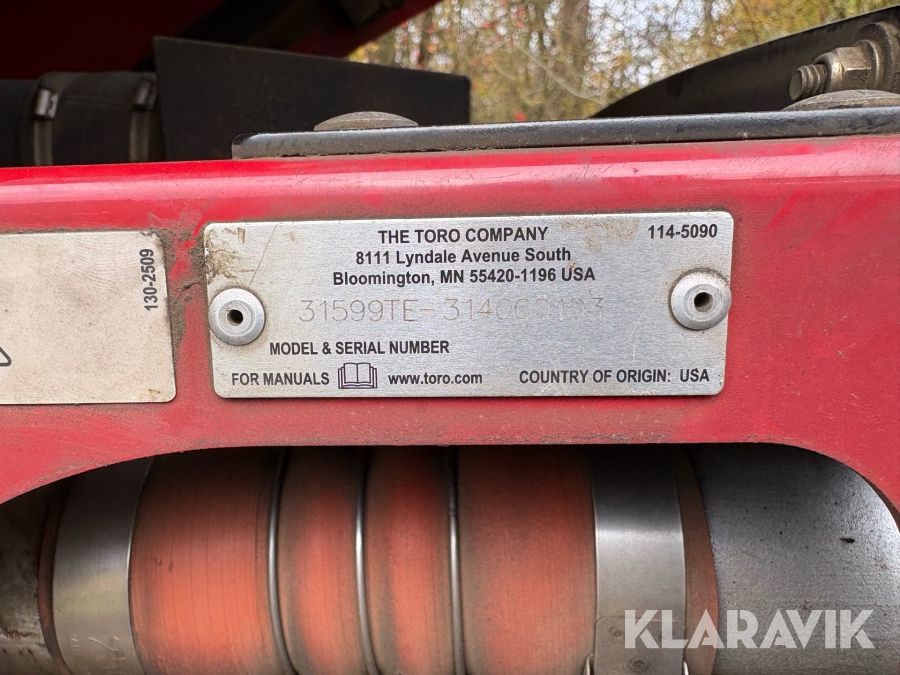 THE TORO COMPANY
114-5090
8111 Lyndale Avenue South
Bloomington, MN 55420-1196 USA
31599TE-314000103
MODEL & SERIAL NUMBER
FOR MANUALS www.toro.com
COUNTRY OF ORIGIN: USA
130-2509
KLARAVIK